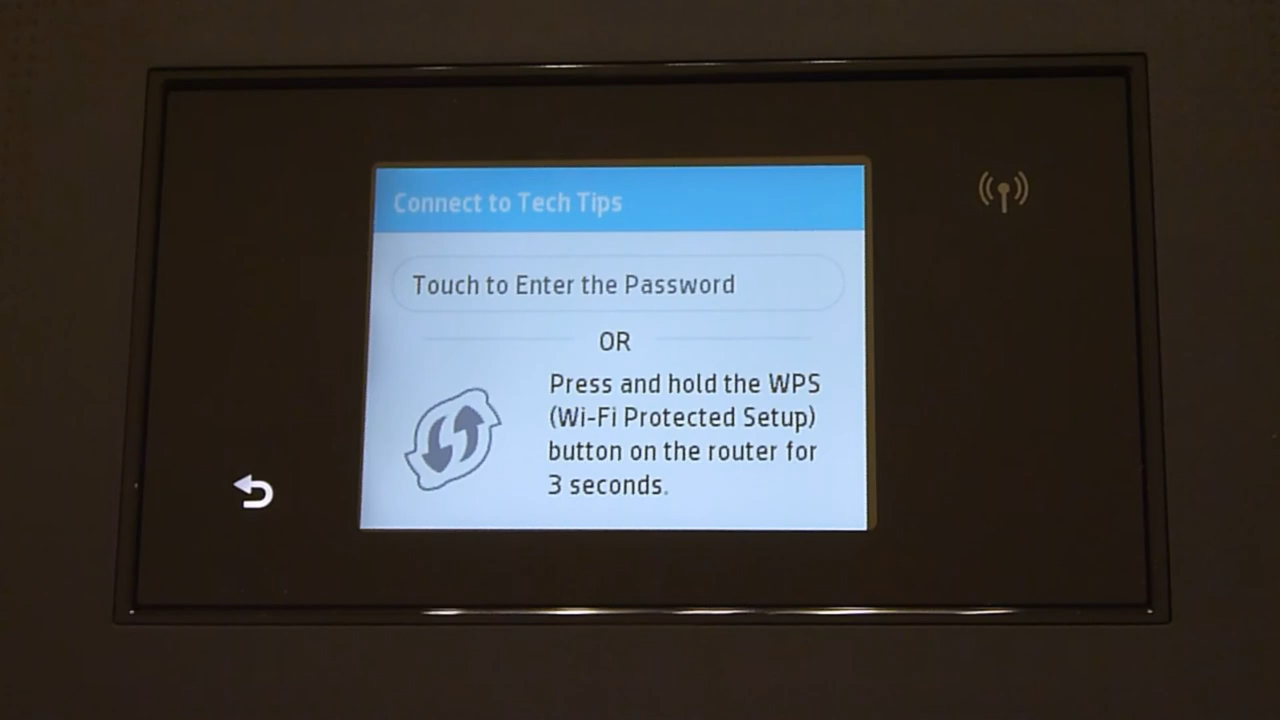 Connect to Tech Tips
Touch to Enter the Password
OR
Press and hold the WPS
(Wi-Fi Protected Setup)
button on the router for
3 seconds.